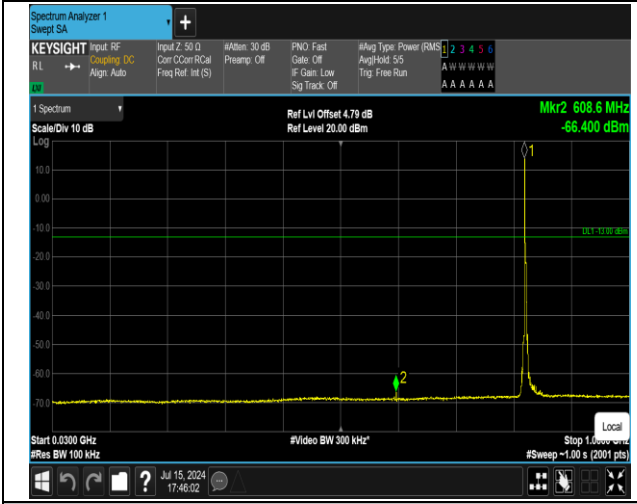 Spectrum Analyzer 1
Swept SA
+
KEYSIGHT
RL
Input: RF
Coupling: DC
Align: Auto
Input Z: 50 Ω
Corr CCorr RCal
Freq Ref: Int (S)
#Atten: 30 dB
Preamp: Off
PNO: Fast
Gate: Off
IF Gain: Low
Sig Track: Off
#Avg Type: Power (RMS
Avg|Hold: 5/5
Trig: Free Run
1 2 3 4 5 6
A W W W W W
A A A A A A
1 Spectrum
Scale/Div 10 dB
Log
Ref Lvl Offset 4.79 dB
Ref Level 20.00 dBm
Mkr2 608.6 MHz
-66.400 dBm
1
10.0
0.00
-10.0
DL1 -13.00 dBm
-20.0
-30.0
-40.0
-50.0
-60.0
2
-70.0
Local
Start 0.0300 GHz
#Video BW 300 kHz*
#Res BW 100 kHz
#Sweep ~1.00 s (2001 pts)
?
Jul 15, 2024
17:46:02